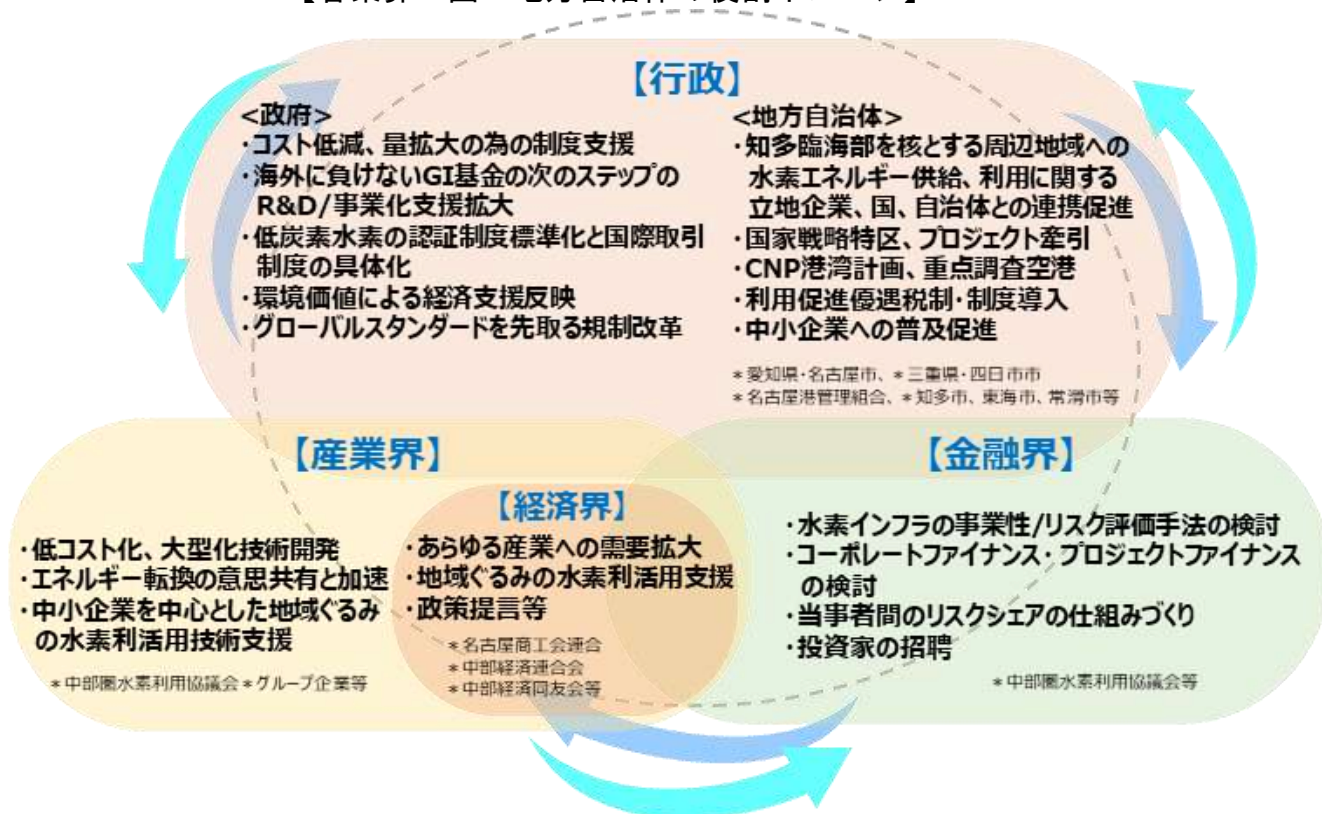 【行政】
<政府>
・コスト低減、量拡大の為の制度支援
・海外に負けないGI基金の次のステップの
R&D/事業化支援拡大
・低炭素水素の認証制度標準化と国際取引
制度の具体化
・環境価値による経済支援反映
・グローバルスタンダードを先取る規制改革
<地方自治体>
・知多臨海部を核とする周辺地域への
水素エネルギー供給、利用に関する
立地企業、国、自治体との連携促進
・国家戦略特区、プロジェクト牽引
・CNP港湾計画、重点調査空港
・利用促進優遇税制・制度導入
・中小企業への普及促進
＊愛知県・名古屋市、＊三重県・四日市市
＊名古屋港管理組合、＊知多市、東海市、常滑市等
【産業界】
・低コスト化、大型化技術開発
・エネルギー転換の意思共有と加速
・中小企業を中心とした地域ぐるみ
の水素利活用技術支援
＊中部圏水素利用協議会＊グループ企業等
【経済界】
・あらゆる産業への需要拡大
・地域ぐるみの水素利活用支援
・政策提言等
＊名古屋商工会連合
＊中部経済連合会
＊中部経済同友会等
【金融界】
・水素インフラの事業性/リスク評価手法の検討
・コーポレートファイナンス・プロジェクトファイナンス
の検討
・当事者間のリスクシェアの仕組みづくり
・投資家の招聘
＊中部圏水素利用協議会等